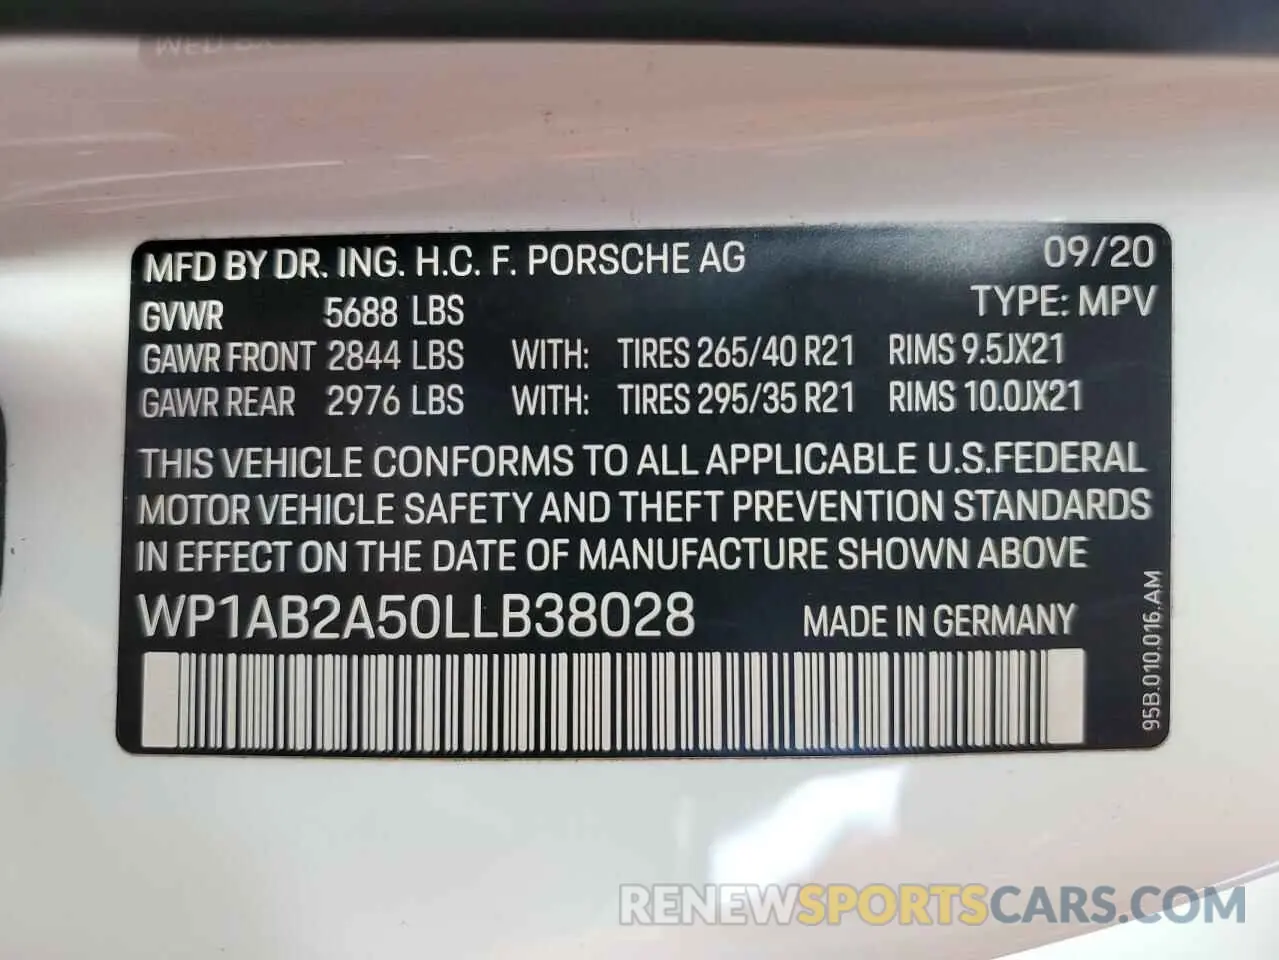 MFD BY DR. ING. H.C. F. PORSCHE AG 09/20
GVWR 5688 LBS TYPE: MPV
GAWR FRONT 2844 LBS WITH: TIRES 265/40 R21 RIMS 9.5JX21
GAWR REAR 2976 LBS WITH: TIRES 295/35 R21 RIMS 10.0JX21
THIS VEHICLE CONFORMS TO ALL APPLICABLE U.S.FEDERAL
MOTOR VEHICLE SAFETY AND THEFT PREVENTION STANDARDS
IN EFFECT ON THE DATE OF MANUFACTURE SHOWN ABOVE
WP1AB2A50LLB38028 MADE IN GERMANY
95B.010.016.AM
RENEWSPORTSCARS.COM